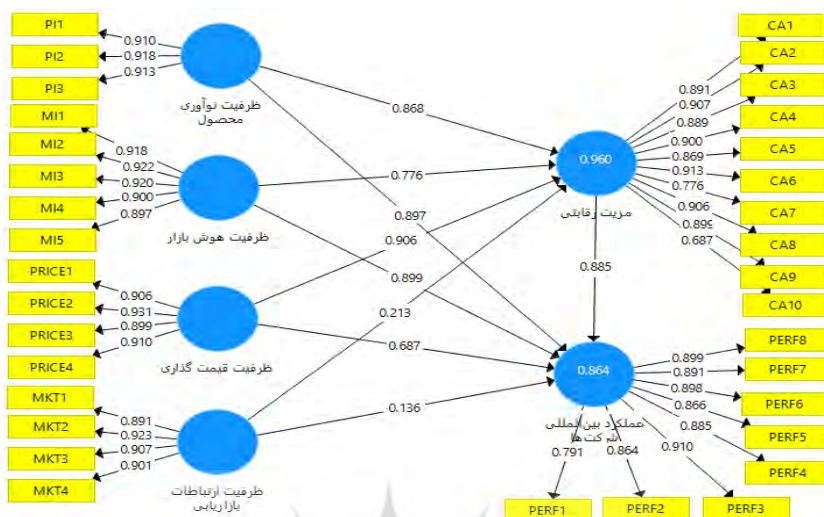 PI1
PI2
PI3
0.910
0.918
0.913
ظرفیت نوآوری
محصول
MI1
MI2
MI3
MI4
MI5
0.918
0.922
0.920
0.900
0.897
ظرفیت هوش بازار
PRICE1
PRICE2
PRICE3
PRICE4
0.906
0.931
0.899
0.910
ظرفیت قیمت گذاری
MKT1
MKT2
MKT3
MKT4
0.891
0.923
0.907
0.901
ظرفیت ارتباطات
بازاریابی
0.868
0.776
0.897
0.906
0.899
0.213
0.687
0.136
0.885
0.960
مزیت رقابتی
0.891
0.907
0.889
0.900
0.869
0.913
0.776
0.906
0.899
0.687
CA1
CA2
CA3
CA4
CA5
CA6
CA7
CA8
CA9
CA10
0.864
عملکرد بین‌المللی
شرکت‌ها
0.899
0.891
0.898
0.866
0.885
0.910
0.864
0.791
PERF8
PERF7
PERF6
PERF5
PERF4
PERF1
PERF2
PERF3